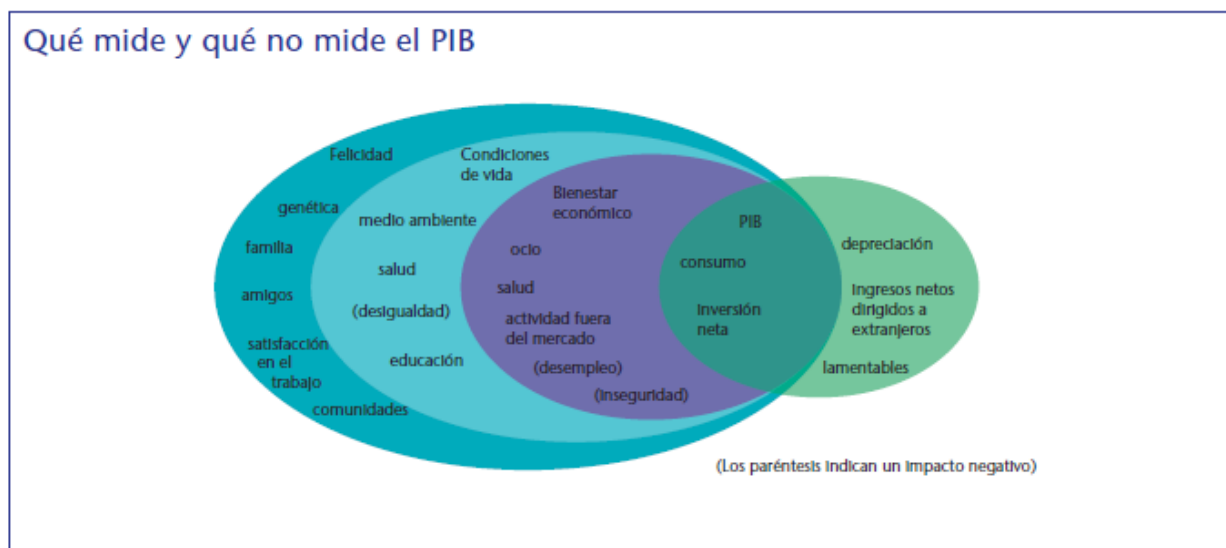 Qué mide y qué no mide el PIB
Felicidad
genética
familia
amigos
satisfacción
en el
trabajo
comunidades
Condiciones
de vida
medio ambiente
salud
(desigualdad)
educación
Bienestar
económico
ocio
salud
actividad fuera
del mercado
(desempleo)
(inseguridad)
PIB
consumo
inversión
neta
depreciación
ingresos netos
dirigidos a
extranjeros
lamentables
(Los paréntesis indican un impacto negativo)